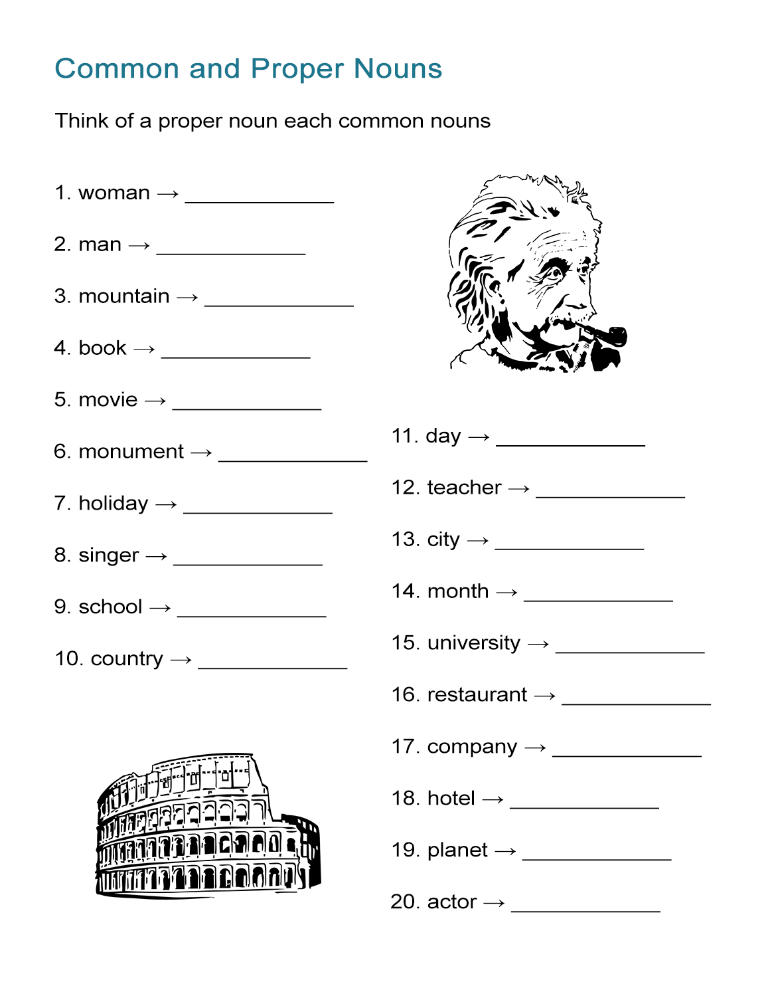 Common and Proper Nouns
Think of a proper noun each common nouns
1. woman → ______________
2. man → ______________
3. mountain → ______________
4. book → ______________
5. movie → ______________
6. monument → ______________
7. holiday → ______________
8. singer → ______________
9. school → ______________
10. country → ______________
11. day → ______________
12. teacher → ______________
13. city → ______________
14. month → ______________
15. university → ______________
16. restaurant → ______________
17. company → ______________
18. hotel → ______________
19. planet → ______________
20. actor → ______________